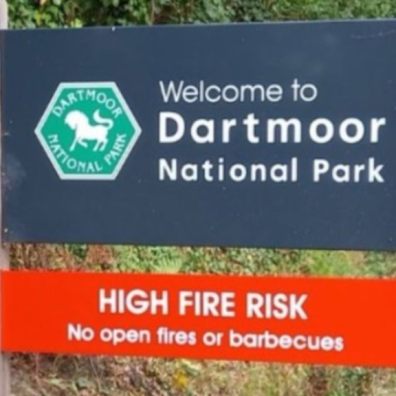 DARTMOOR
NATIONAL PARK
Welcome to
Dartmoor
National Park
HIGH FIRE RISK
No open fires or barbecues